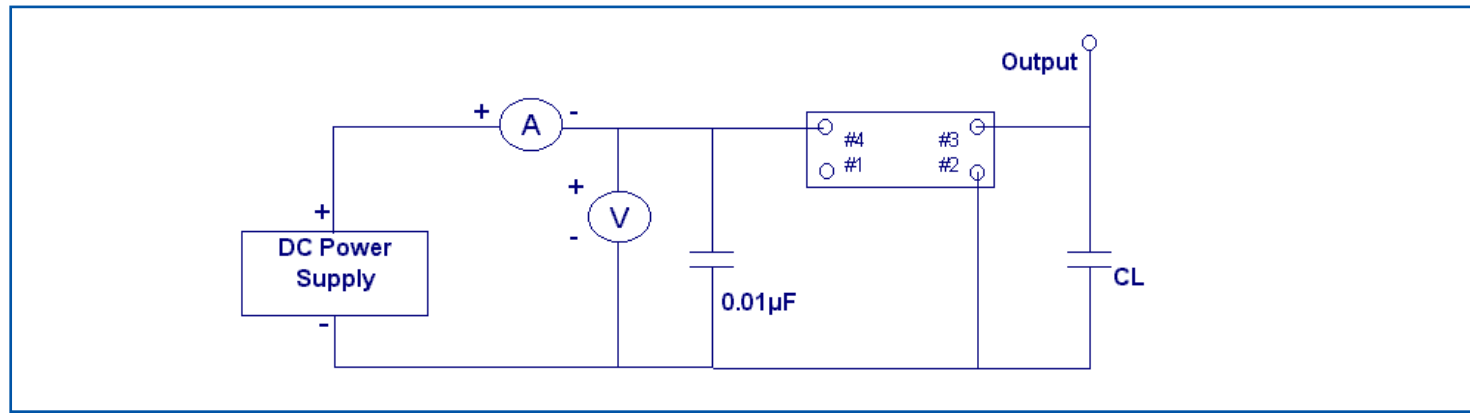 Output
+ A -
#4 #3
#1 #2
+
V
-
+
DC Power
Supply
-
0.01µF
CL